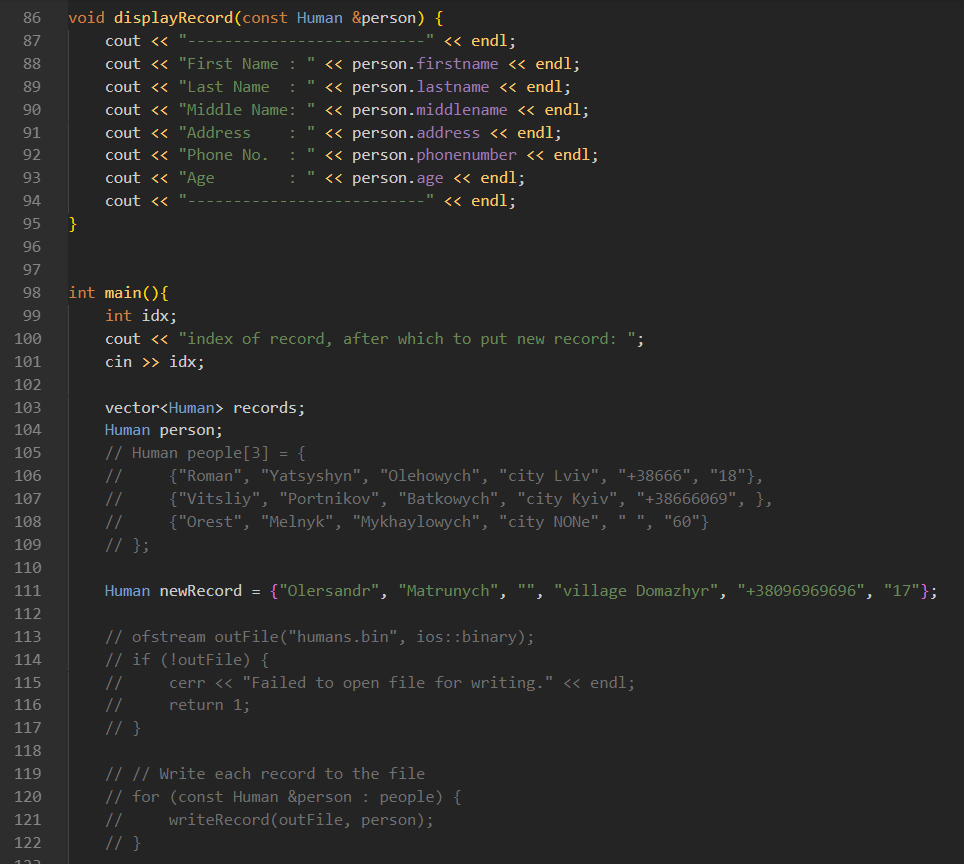 86 void displayRecord(const Human &person) {
87     cout << "--------------------------" << endl;
88     cout << "First Name : " << person.firstname << endl;
89     cout << "Last Name  : " << person.lastname << endl;
90     cout << "Middle Name: " << person.middlename << endl;
91     cout << "Address    : " << person.address << endl;
92     cout << "Phone No.  : " << person.phonenumber << endl;
93     cout << "Age        : " << person.age << endl;
94     cout << "--------------------------" << endl;
95 }
96
97
98 int main(){
99     int idx;
100     cout << "index of record, after which to put new record: ";
101     cin >> idx;
102
103     vector<Human> records;
104     Human person;
105     // Human people[3] = {
106     //     {"Roman", "Yatsyshyn", "Olehowych", "city Lviv", "+38666", "18"},
107     //     {"Vitsliy", "Portnikov", "Batkowych", "city Kyiv", "+38666069", },
108     //     {"Orest", "Melnyk", "Mykhaylowych", "city NONe", " ", "60"}
109     // };
110
111     Human newRecord = {"Olersandr", "Matrunych", "", "village Domazhyr", "+38096969696", "17"};
112
113     // ofstream outFile("humans.bin", ios::binary);
114     // if (!outFile) {
115     //     cerr << "Failed to open file for writing." << endl;
116     //     return 1;
117     // }
118
119     // // Write each record to the file
120     // for (const Human &person : people) {
121     //     writeRecord(outFile, person);
122     // }